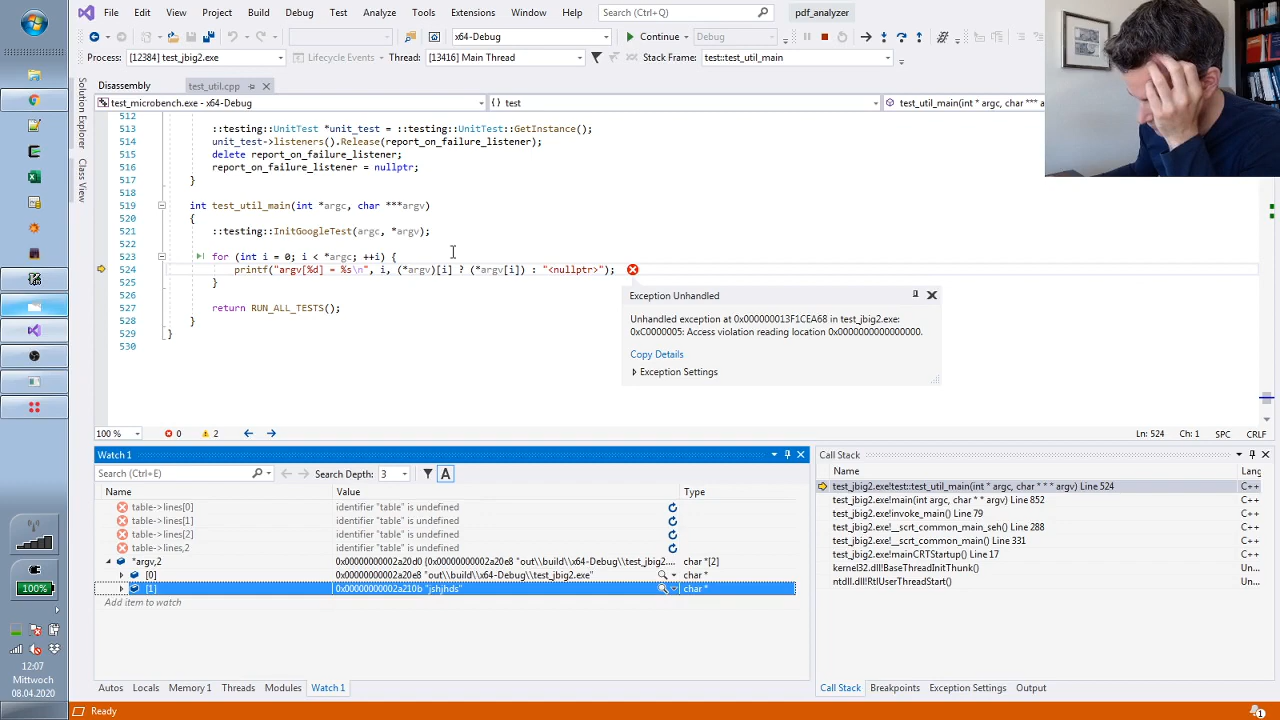 File Edit View Project Build Debug Test Analyze Tools Extensions Window Help Search (Ctrl+Q) pdf_analyzer
x64-Debug Continue Debug
Process: [12384] test_jbig2.exe Lifecycle Events Thread: [13416] Main Thread Stack Frame: test::test_util_main
Solution Explorer
Class View
Disassembly test_util.cpp
test_microbench.exe - x64-Debug {} test test_util_main(int * argc, char *** a
512
513 ::testing::UnitTest *unit_test = ::testing::UnitTest::GetInstance();
514 unit_test->listeners().Release(report_on_failure_listener);
515 delete report_on_failure_listener;
516 report_on_failure_listener = nullptr;
517 }
518
519 int test_util_main(int *argc, char ***argv)
520 {
521 ::testing::InitGoogleTest(argc, *argv);
522
523 for (int i = 0; i < *argc; ++i) {
524 printf("argv[%d] = %s\n", i, (*argv)[i] ? (*argv[i]) : "<nullptr>");
525 }
526
527 return RUN_ALL_TESTS();
528 }
529 }
530
Exception Unhandled
Unhandled exception at 0x000000013F1CEA68 in test_jbig2.exe:
0xC0000005: Access violation reading location 0x0000000000000000.
Copy Details
Exception Settings
100 % 0 2 Ln: 524 Ch: 1 SPC CRLF
Watch 1
Search (Ctrl+E) Search Depth: 3 A
Name Value Type
table->lines[0] identifier "table" is undefined
table->lines[1] identifier "table" is undefined
table->lines[2] identifier "table" is undefined
table->lines,2 identifier "table" is undefined
*argv,2 0x00000000002a20d0 {0x00000000002a20e8 "out\\build\\x64-Debug\\test_jbig2.... char *[2]
[0] 0x00000000002a20e8 "out\\build\\x64-Debug\\test_jbig2.exe" char *
[1] 0x00000000002a210b "jshjhds" char *
Add item to watch
Autos Locals Memory 1 Threads Modules Watch 1
Call Stack
Name Lang
test_jbig2.exe!test::test_util_main(int * argc, char * * * argv) Line 524 C++
test_jbig2.exe!main(int argc, char * * argv) Line 852 C++
test_jbig2.exe!invoke_main() Line 79 C++
test_jbig2.exe!__scrt_common_main_seh() Line 288 C++
test_jbig2.exe!__scrt_common_main() Line 331 C++
test_jbig2.exe!mainCRTStartup() Line 17 C++
kernel32.dll!BaseThreadInitThunk() Un...
ntdll.dll!RtlUserThreadStart() Un...
Call Stack Breakpoints Exception Settings Output
100%
12:07
Mittwoch
08.04.2020
Ready 1